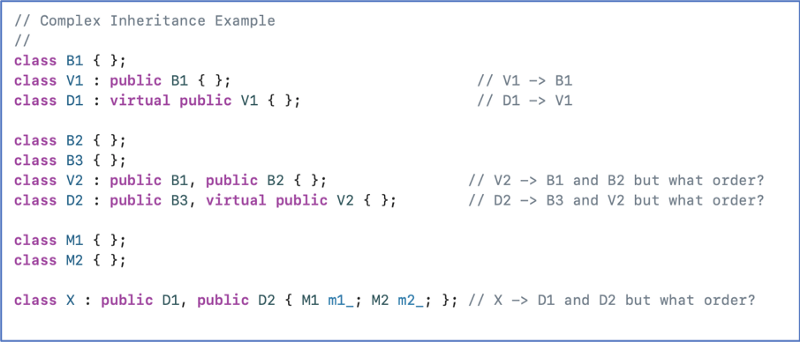 // Complex Inheritance Example
//
class B1 { };
class V1 : public B1 { }; // V1 -> B1
class D1 : virtual public V1 { }; // D1 -> V1
class B2 { };
class B3 { };
class V2 : public B1, public B2 { }; // V2 -> B1 and B2 but what order?
class D2 : public B3, virtual public V2 { }; // D2 -> B3 and V2 but what order?
class M1 { };
class M2 { };
class X : public D1, public D2 { M1 m1_; M2 m2_; }; // X -> D1 and D2 but what order?